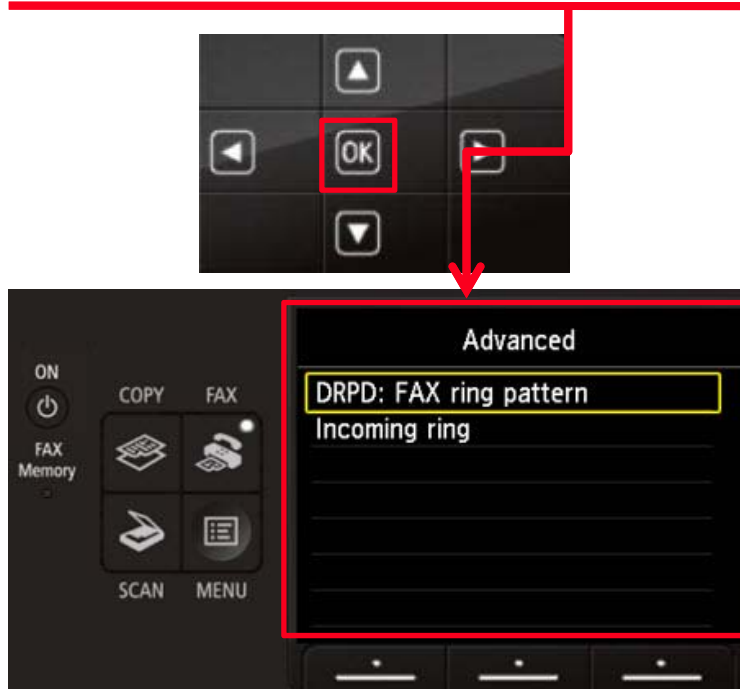 OK
Advanced
ON
COPY FAX
DRPD: FAX ring pattern
FAX
Memory
Incoming ring
SCAN MENU